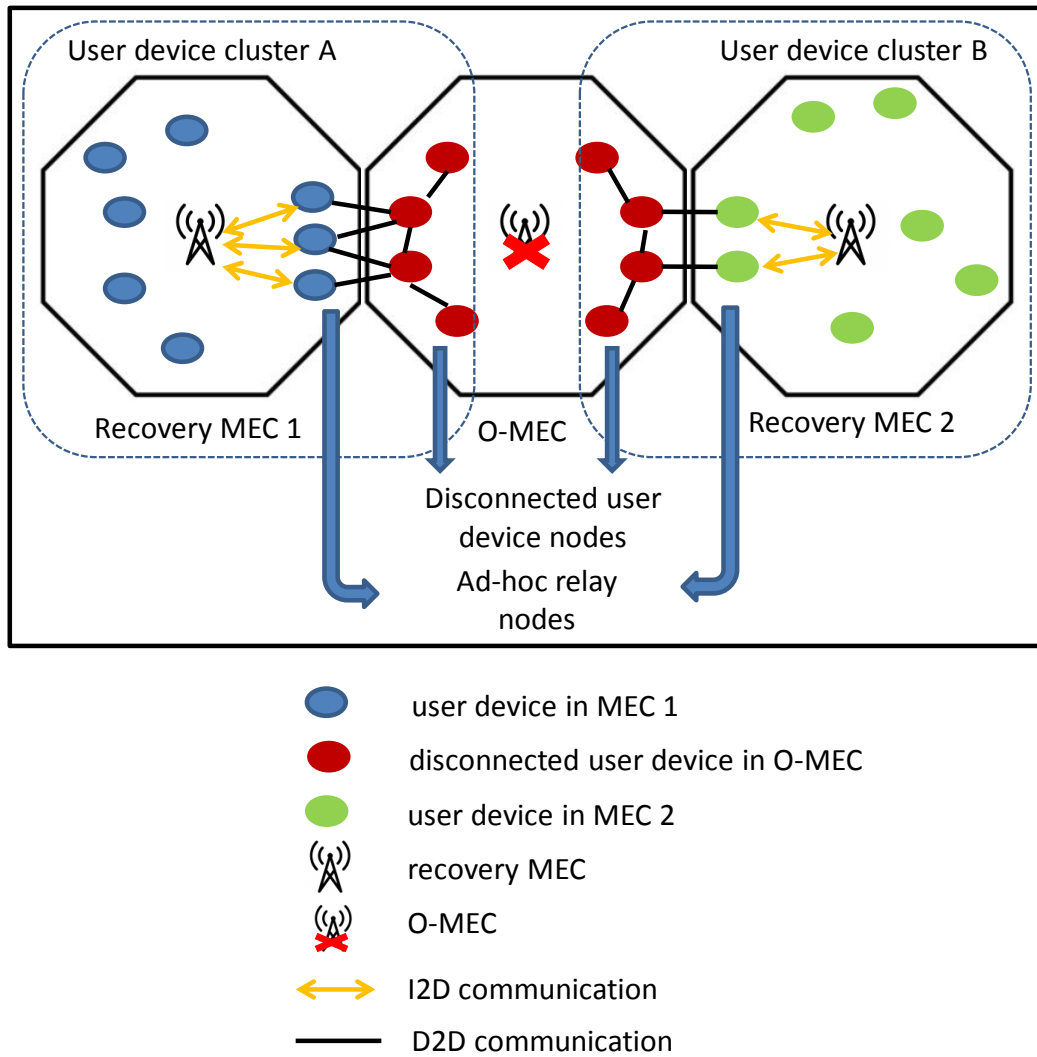 User device cluster A
User device cluster B
Recovery MEC 1
O-MEC
Recovery MEC 2
Disconnected user
device nodes
Ad-hoc relay
nodes
user device in MEC 1
disconnected user device in O-MEC
user device in MEC 2
recovery MEC
O-MEC
I2D communication
D2D communication